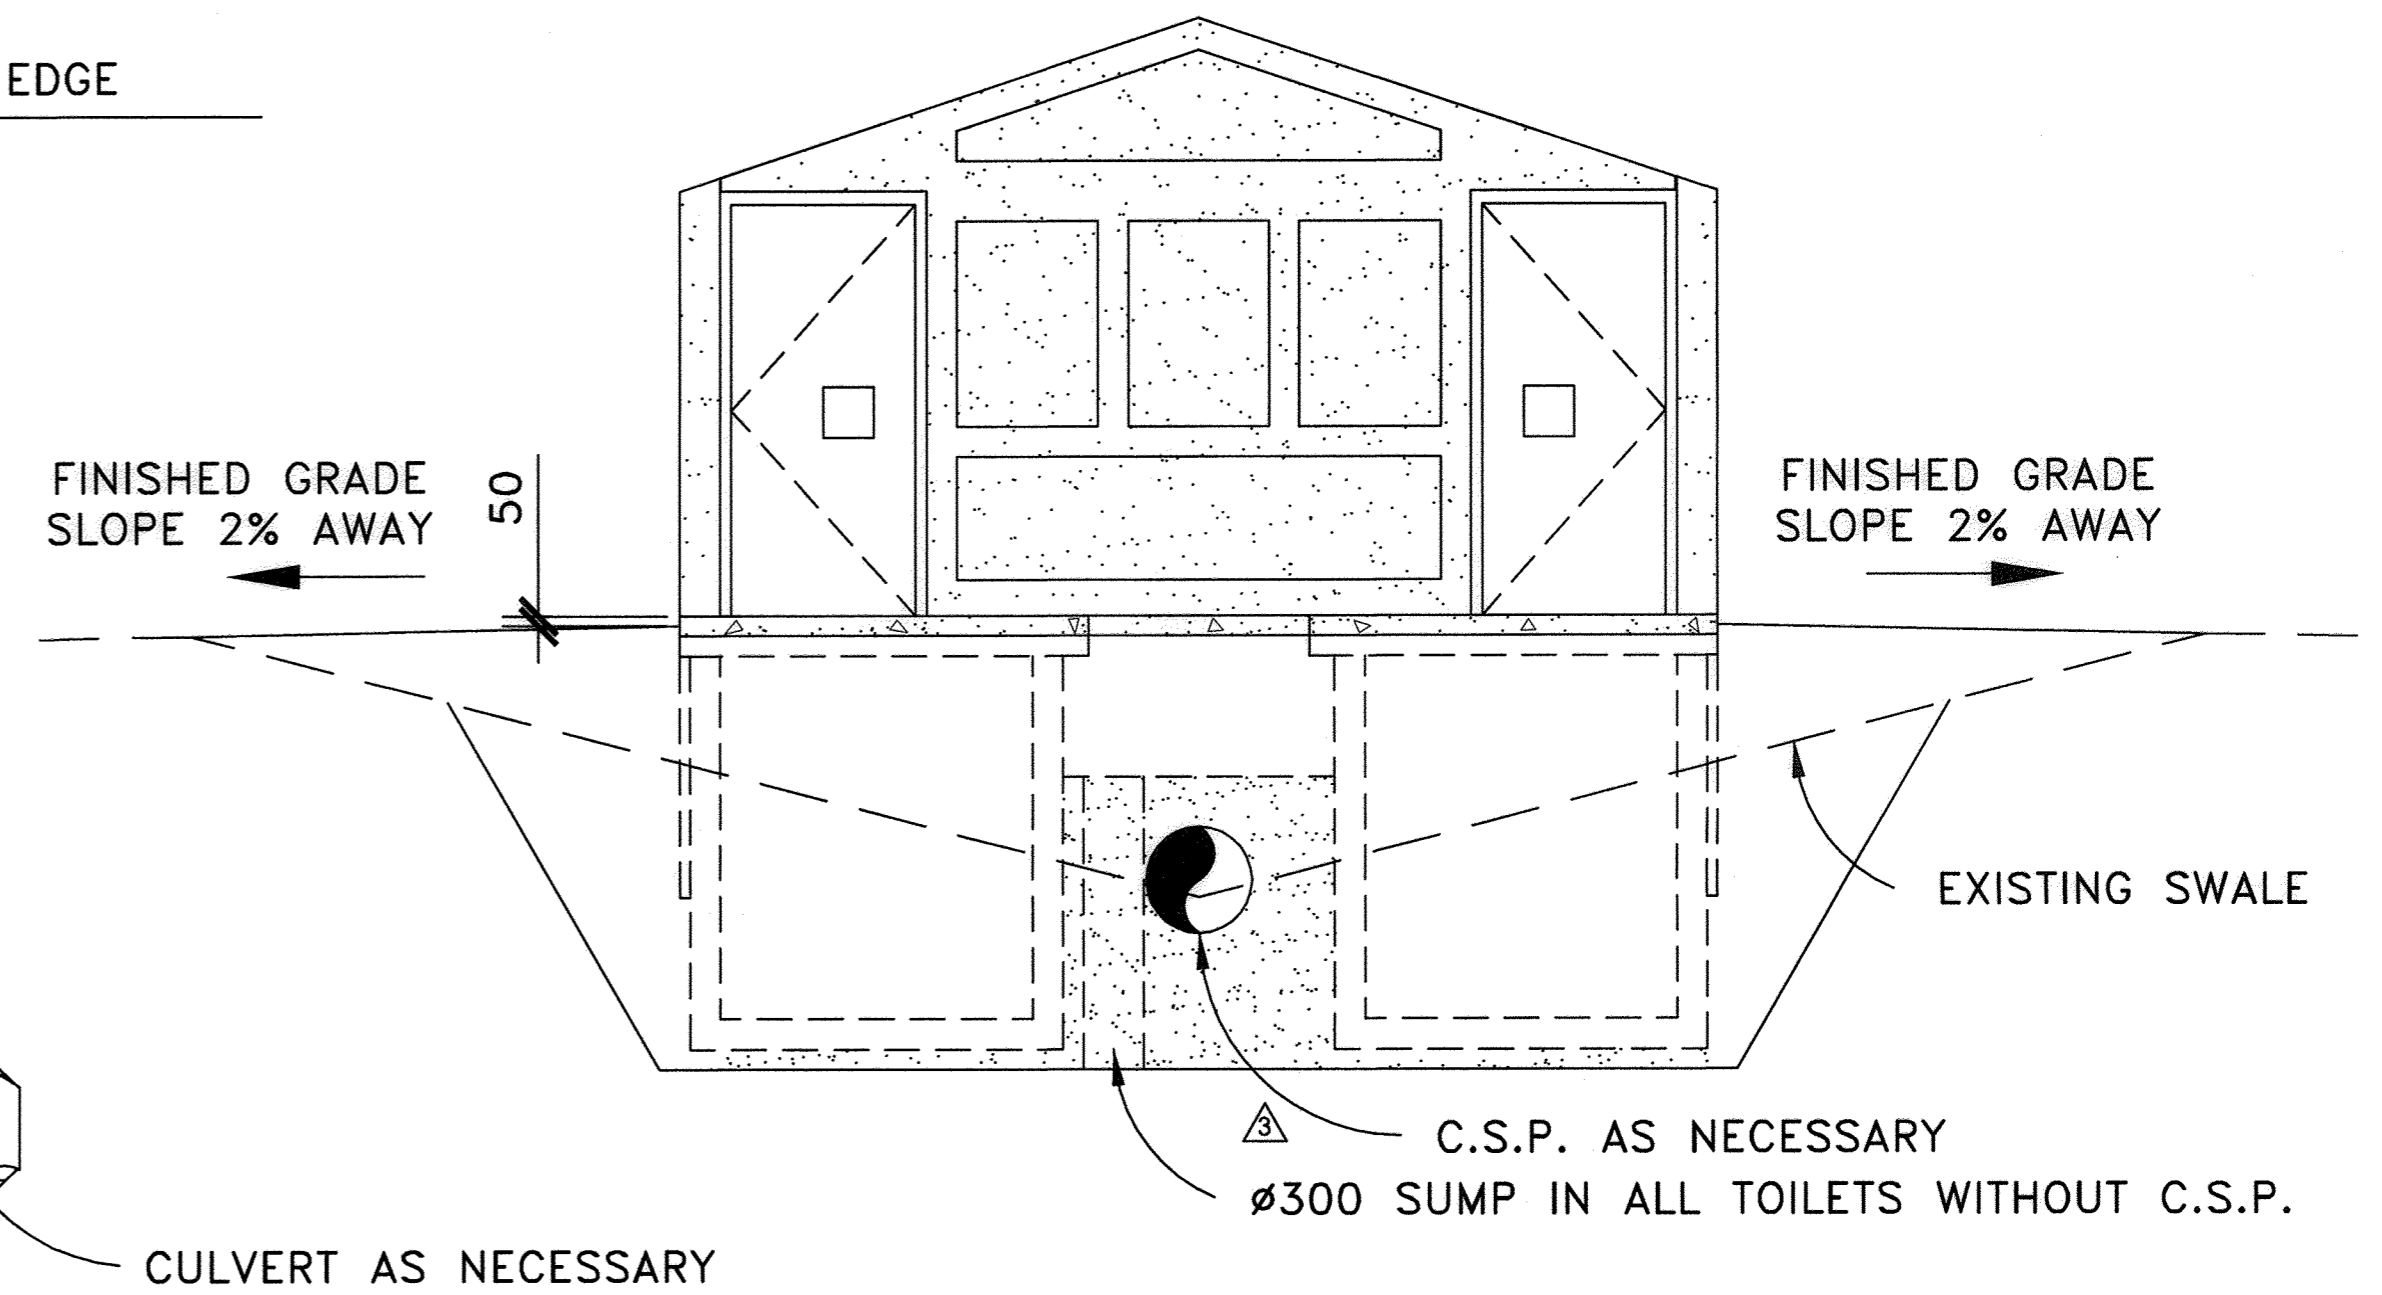 EDGE
FINISHED GRADE
SLOPE 2% AWAY
50
FINISHED GRADE
SLOPE 2% AWAY
EXISTING SWALE
3
C.S.P. AS NECESSARY
ø300 SUMP IN ALL TOILETS WITHOUT C.S.P.
CULVERT AS NECESSARY